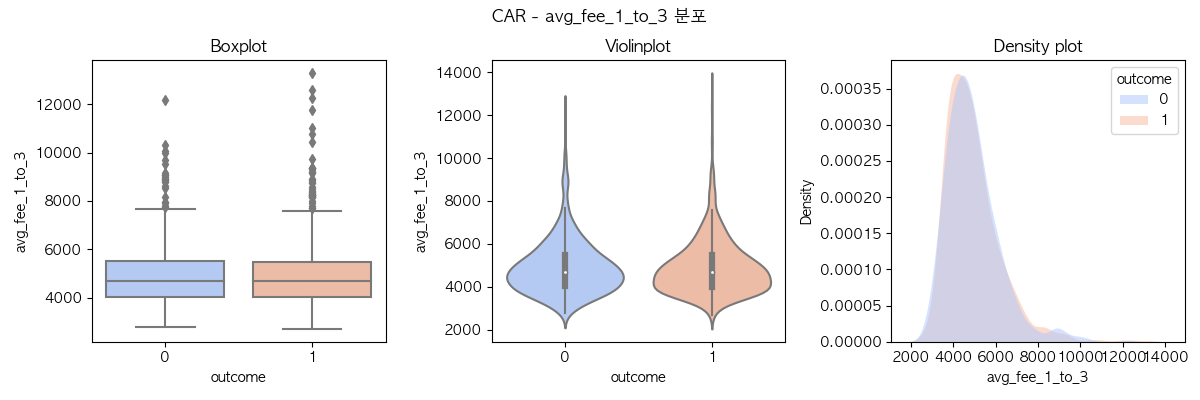 CAR - avg_fee_1_to_3 분포
Boxplot
12000
10000
8000
6000
4000
avg_fee_1_to_3
0
1
outcome
Violinplot
14000
12000
10000
8000
6000
4000
2000
avg_fee_1_to_3
0
1
outcome
Density plot
outcome
0
1
0.00035
0.00030
0.00025
0.00020
0.00015
0.00010
0.00005
0.00000
Density
2000 4000 6000 8000 10000 12000 14000
avg_fee_1_to_3